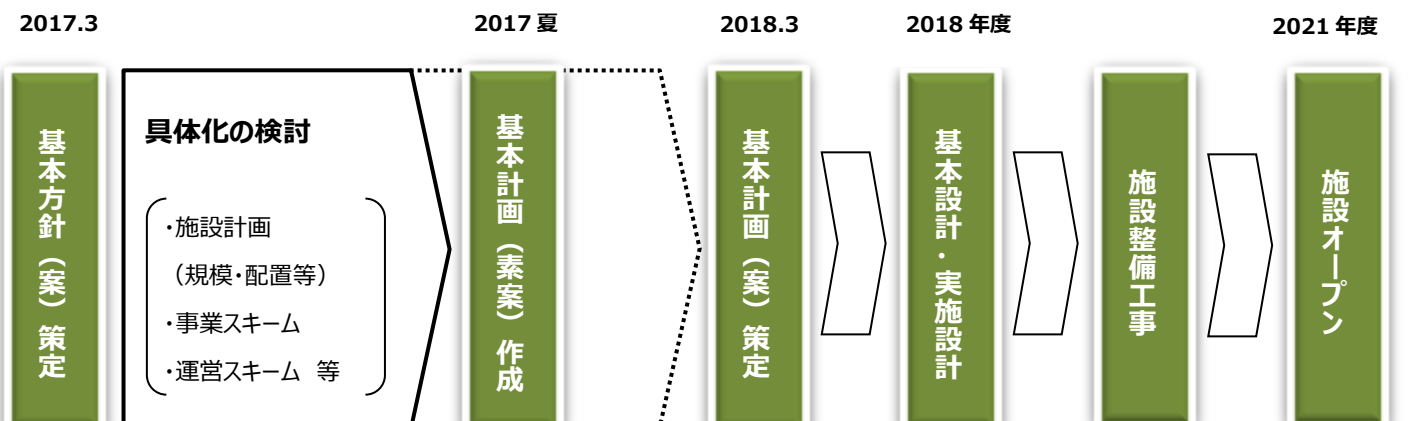 2017.3
2017 夏
2018.3
2018 年度
2021 年度
基本方針（案）策定
具体化の検討
・施設計画
（規模・配置等）
・事業スキーム
・運営スキーム 等
基本計画（素案）作成
基本計画（案）策定
基本設計・実施設計
施設整備工事
施設オープン